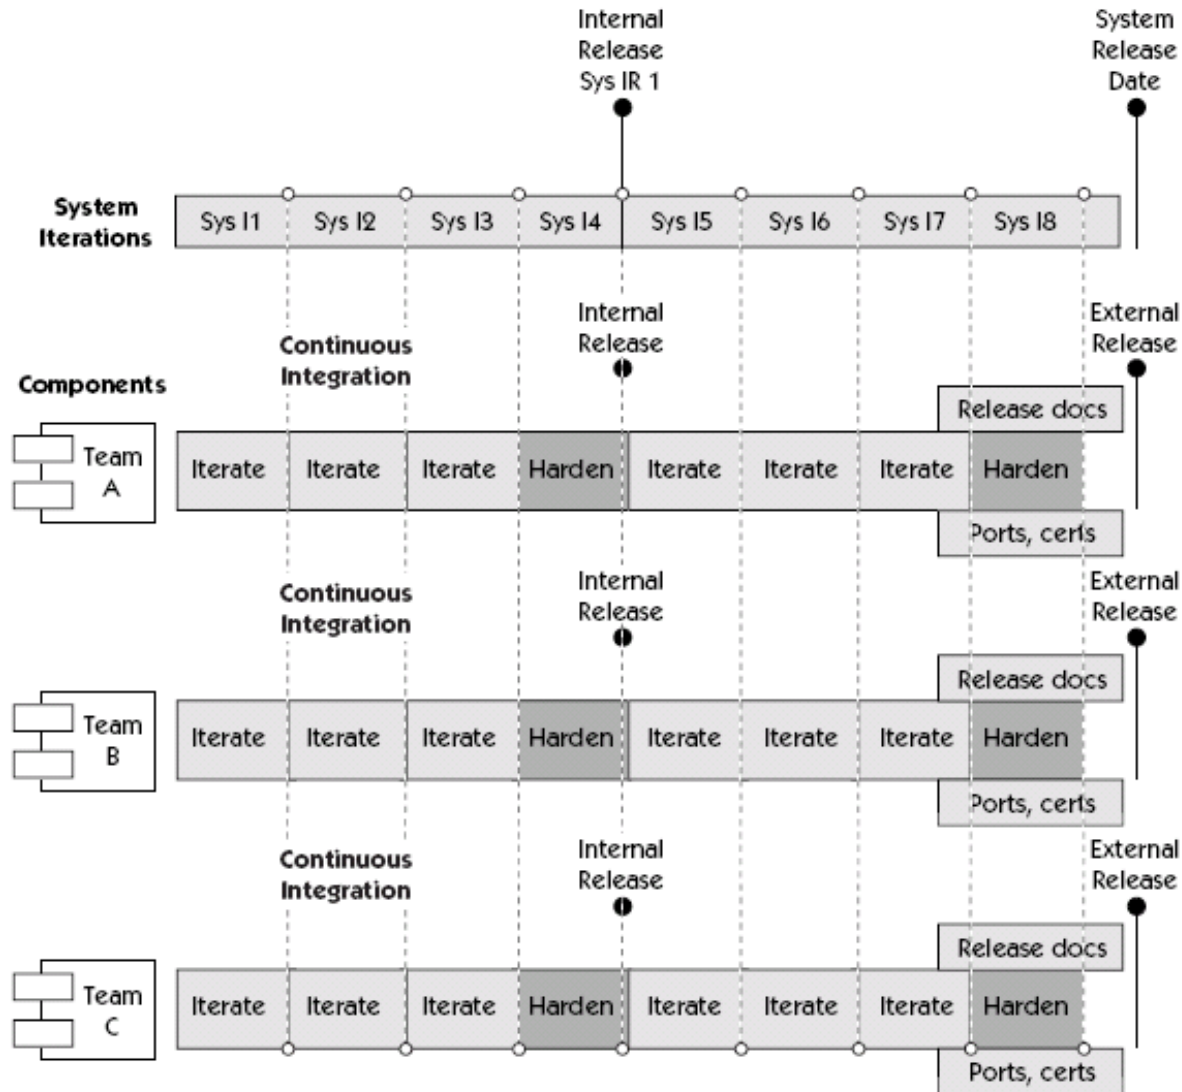 Internal
Release
Sys IR 1
System
Release
Date
System
Iterations
Sys I1 Sys I2 Sys I3 Sys I4 Sys I5 Sys I6 Sys I7 Sys I8
Components
Continuous
Integration
Internal
Release
External
Release
Release docs
Team
A
Iterate Iterate Iterate Harden Iterate Iterate Iterate Harden
Ports, certs
Continuous
Integration
Internal
Release
External
Release
Release docs
Team
B
Iterate Iterate Iterate Harden Iterate Iterate Iterate Harden
Ports, certs
Continuous
Integration
Internal
Release
External
Release
Release docs
Team
C
Iterate Iterate Iterate Harden Iterate Iterate Iterate Harden
Ports, certs